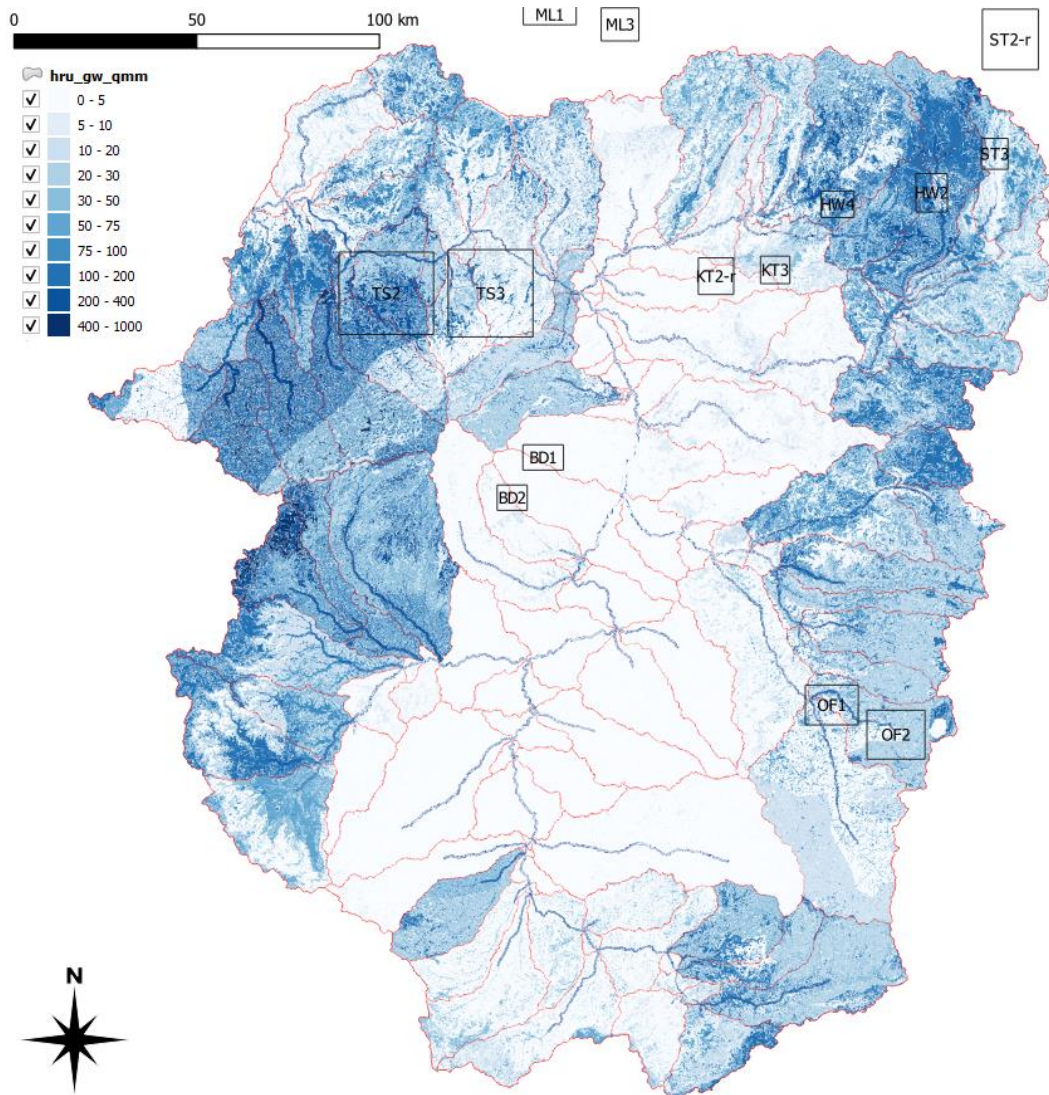 0 50 100 km
ML1
ML3
ST2-r
hru_gw_qmm
0 - 5
5 - 10
10 - 20
20 - 30
30 - 50
50 - 75
75 - 100
100 - 200
200 - 400
400 - 1000
ST3
HW4
HW2
KT2-r
KT3
TS2
TS3
BD1
BD2
OF1
OF2
N